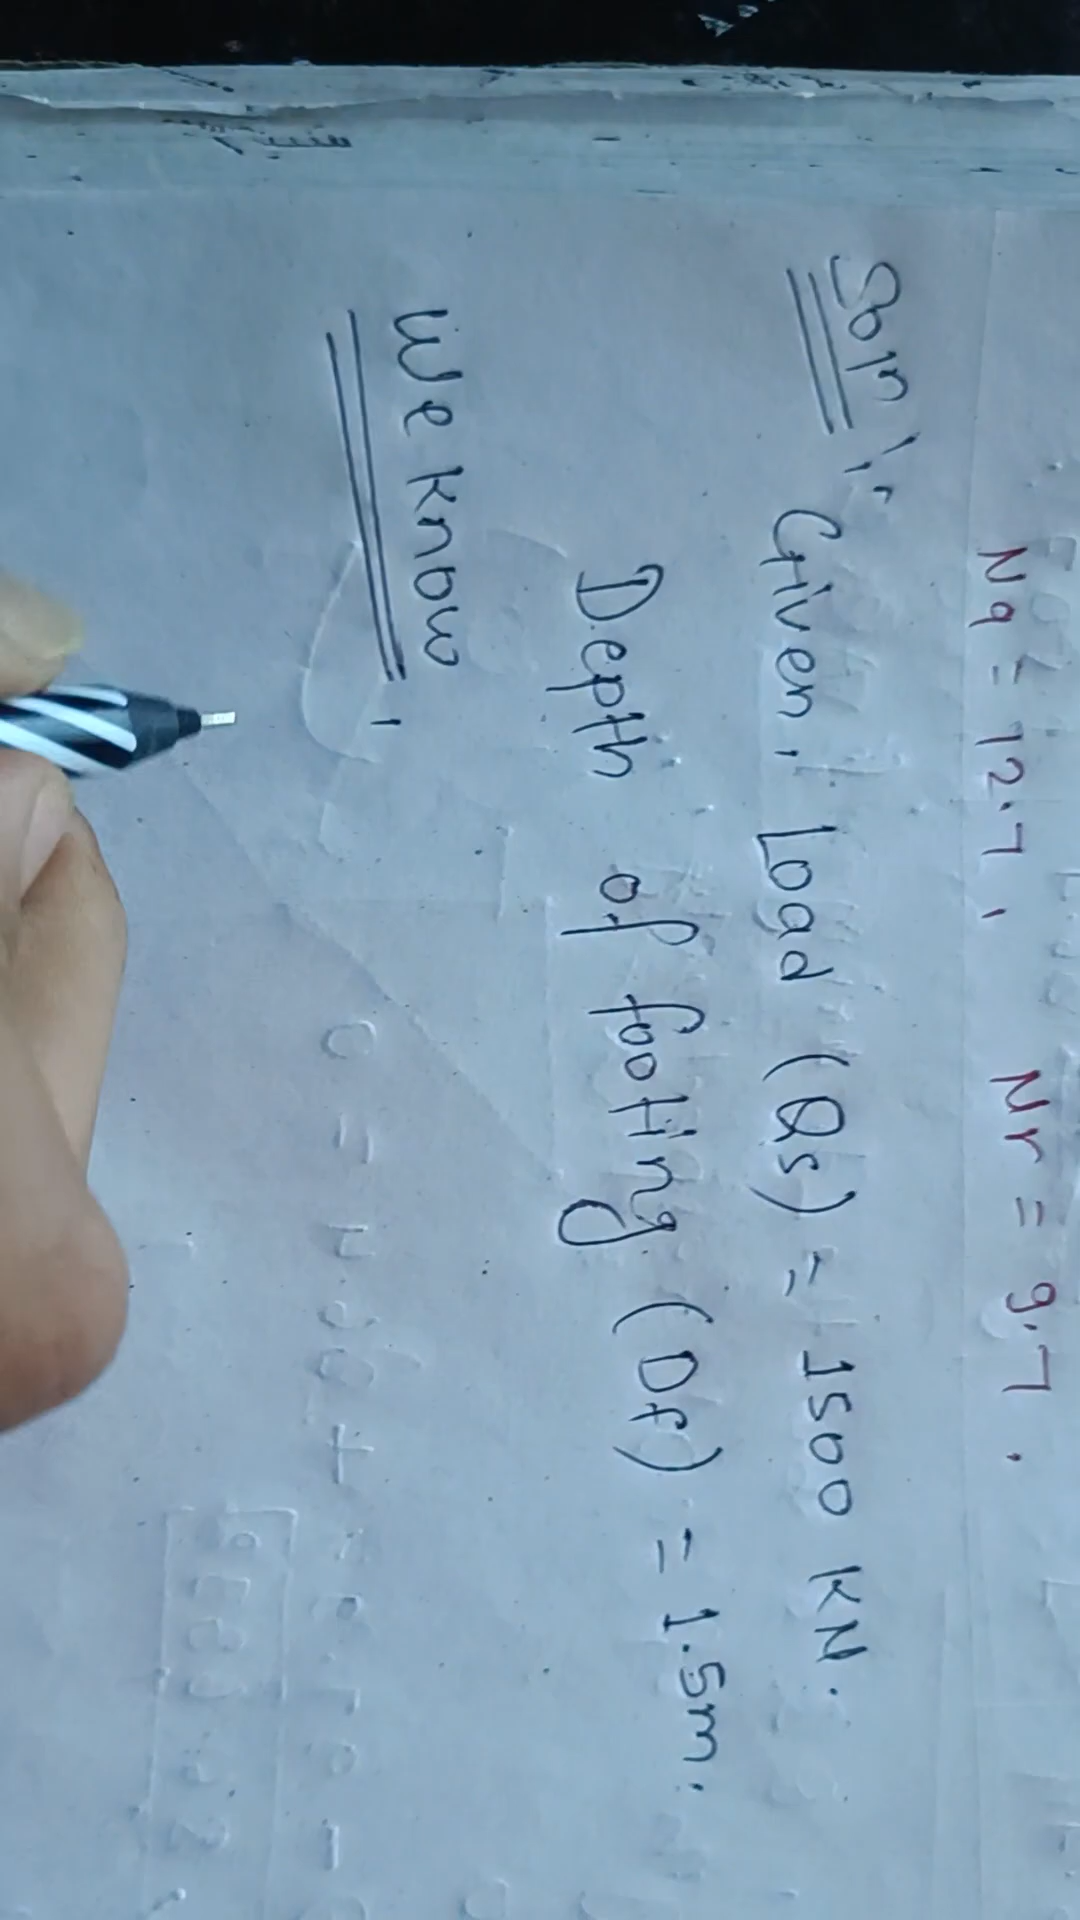 Nq = 12.7, Nr = 9.7.
Soln :- Given, Load (Qs) = 1500 KN.
Depth of footing (Df) = 1.5m.
We know,